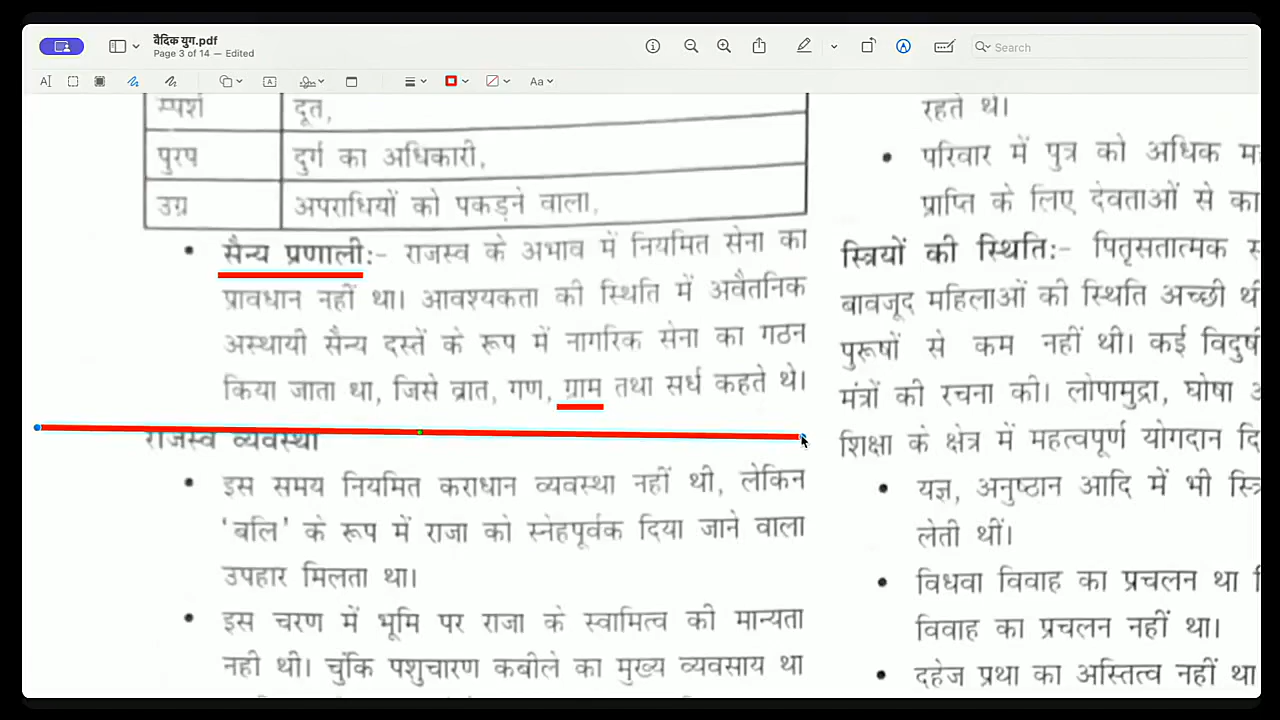 वैदिक युग.pdf
Page 3 of 14 — Edited
Search
Aa
स्पर्श दूत,
पुरप दुर्ग का अधिकारी,
उग्र अपराधियों को पकड़ने वाला,
• सैन्य प्रणाली:- राजस्व के अभाव में नियमित सेना का
प्रावधान नहीं था। आवश्यकता की स्थिति में अवैतनिक
अस्थायी सैन्य दस्तें के रूप में नागरिक सेना का गठन
किया जाता था, जिसे व्रात, गण, ग्राम तथा सर्ध कहते थे।
राजस्व व्यवस्था
• इस समय नियमित कराधान व्यवस्था नहीं थी, लेकिन
'बलि' के रूप में राजा को स्नेहपूर्वक दिया जाने वाला
उपहार मिलता था।
• इस चरण में भूमि पर राजा के स्वामित्व की मान्यता
नही थी। चुंकि पशुचारण कबीले का मुख्य व्यवसाय था
रहते थे।
• परिवार में पुत्र को अधिक
प्राप्ति के लिए देवताओं से
स्त्रियों की स्थिति:- पितृसतात्मक
बावजूद महिलाओं की स्थिति अच्छी
पुरूषों से कम नहीं थी। कई
मंत्रों की रचना की। लोपामुद्रा, घोषा
शिक्षा के क्षेत्र में महत्वपूर्ण योगदान
• यज्ञ, अनुष्ठान आदि में भी
लेती थीं।
• विधवा विवाह का प्रचलन था
विवाह का प्रचलन नहीं था।
• दहेज प्रथा का अस्तित्व नहीं था